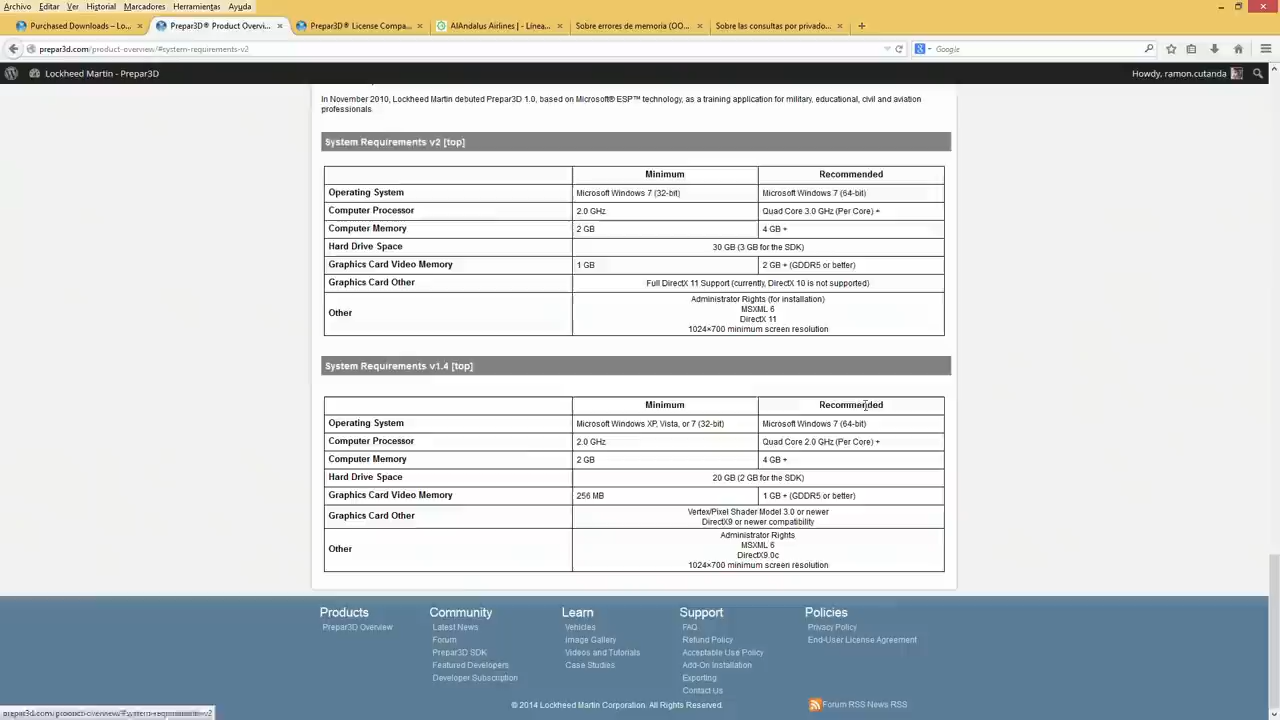 Archivo Editar Ver Historial Marcadores Herramientas Ayuda
Purchased Downloads – Lo... × Prepar3D® Product Overvi... × Prepar3D® License Compa... × AlAndalus Airlines | - Línea... × Sobre errores de memoria (OO... × Sobre las consultas por privado... × +
prepar3d.com/product-overview/#system-requirements-v2 Google
Lockheed Martin - Prepar3D Howdy, ramon.cutanda
In November 2010, Lockheed Martin debuted Prepar3D 1.0, based on Microsoft® ESP™ technology, as a training application for military, educational, civil and aviation
professionals.
System Requirements v2 [top]
Minimum Recommended
Operating System Microsoft Windows 7 (32-bit) Microsoft Windows 7 (64-bit)
Computer Processor 2.0 GHz Quad Core 3.0 GHz (Per Core) +
Computer Memory 2 GB 4 GB +
Hard Drive Space 30 GB (3 GB for the SDK)
Graphics Card Video Memory 1 GB 2 GB + (GDDR5 or better)
Graphics Card Other Full DirectX 11 Support (currently, DirectX 10 is not supported)
Other Administrator Rights (for installation)
MSXML 6
DirectX 11
1024×700 minimum screen resolution
System Requirements v1.4 [top]
Minimum Recommended
Operating System Microsoft Windows XP, Vista, or 7 (32-bit) Microsoft Windows 7 (64-bit)
Computer Processor 2.0 GHz Quad Core 2.0 GHz (Per Core) +
Computer Memory 2 GB 4 GB +
Hard Drive Space 20 GB (2 GB for the SDK)
Graphics Card Video Memory 256 MB 1 GB + (GDDR5 or better)
Graphics Card Other Vertex/Pixel Shader Model 3.0 or newer
DirectX9 or newer compatibility
Other Administrator Rights
MSXML 6
DirectX9.0c
1024×700 minimum screen resolution
Products Community Learn Support Policies
Prepar3D Overview Latest News Vehicles FAQ Privacy Policy
Forum Image Gallery Refund Policy End-User License Agreement
Prepar3D SDK Videos and Tutorials Acceptable Use Policy
Featured Developers Case Studies Add-On Installation
Developer Subscription Exporting
Contact Us
© 2014 Lockheed Martin Corporation. All Rights Reserved. Forum RSS News RSS
prepar3d.com/product-overview/#system-requirements-v2